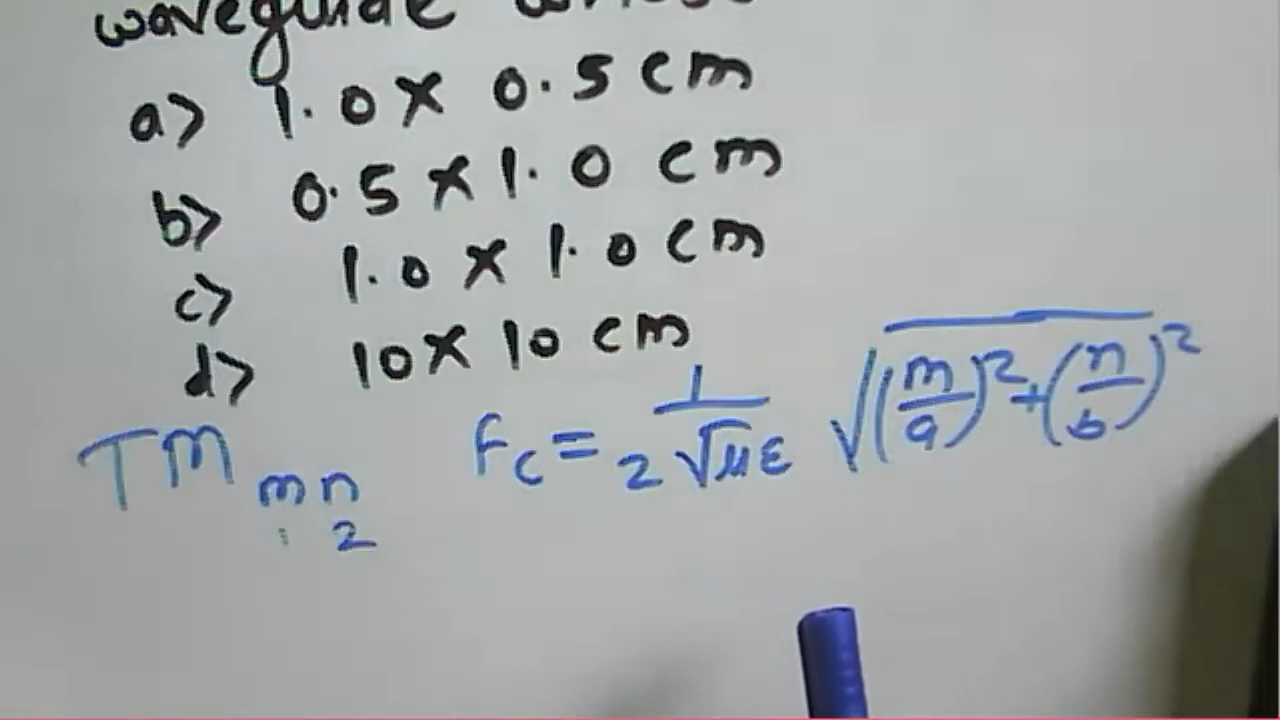 waveguide
a> 1.0 x 0.5 cm
b> 0.5 x 1.0 cm
c> 1.0 x 1.0 cm
d> 10 x 10 cm
TM mn Fc = 1/(2√με) √((m/a)² + (n/b)²)
2